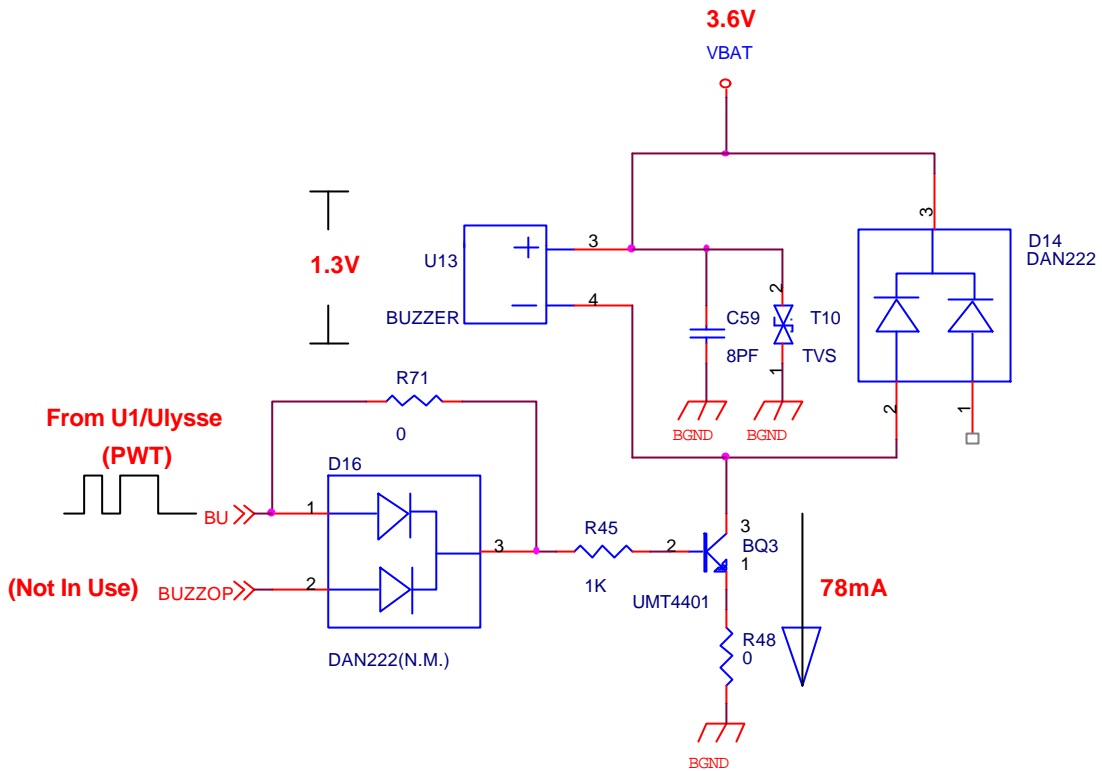 3.6V
VBAT
3
D14
DAN222
1.3V
U13
+
3
−
4
BUZZER
C59
8PF
2
T10
TVS
1
BGND
BGND
2
1
R71
0
From U1/Ulysse
(PWT)
D16
BU
1
3
R45
1K
2
3
BQ3
1
UMT4401
78mA
(Not In Use)
BUZZOP
2
DAN222(N.M.)
R48
0
BGND